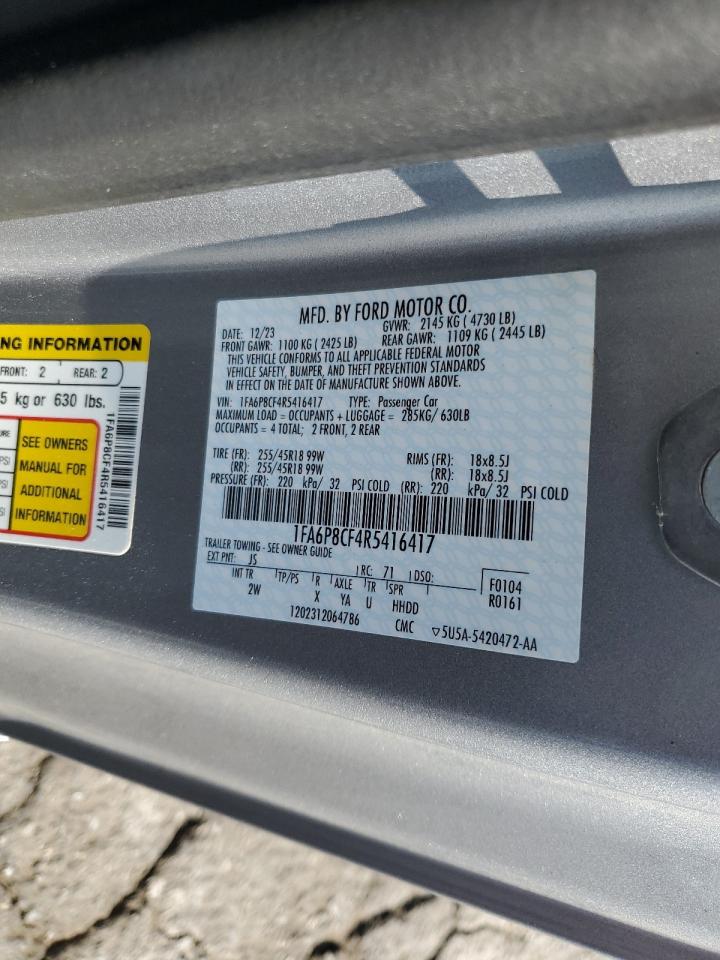 NG INFORMATION
FRONT: 2 REAR: 2
5 kg or 630 lbs.
SEE OWNERS
MANUAL FOR
ADDITIONAL
INFORMATION
1FA6P8CF4R5416417
MFD. BY FORD MOTOR CO.
DATE: 12/23 GVWR: 2145 KG ( 4730 LB)
FRONT GAWR: 1100 KG ( 2425 LB) REAR GAWR: 1109 KG ( 2445 LB)
THIS VEHICLE CONFORMS TO ALL APPLICABLE FEDERAL MOTOR
VEHICLE SAFETY, BUMPER, AND THEFT PREVENTION STANDARDS
IN EFFECT ON THE DATE OF MANUFACTURE SHOWN ABOVE.
VIN: 1FA6P8CF4R5416417 TYPE: Passenger Car
MAXIMUM LOAD = OCCUPANTS + LUGGAGE = 285KG/ 630LB
OCCUPANTS = 4 TOTAL; 2 FRONT, 2 REAR
TIRE (FR): 255/45R18 99W RIMS (FR): 18x8.5J
(RR): 255/45R18 99W (RR): 18x8.5J
PRESSURE (FR): 220 kPa/ 32 PSI COLD (RR): 220 kPa/ 32 PSI COLD
1FA6P8CF4R5416417
TRAILER TOWING - SEE OWNER GUIDE
EXT PNT: JS RC: 71 DSO: F0104
INT TR TP/PS R AXLE TR SPR R0161
2W X YA U HHDD
1202312064786 CMC ▽5U5A-5420472-AA